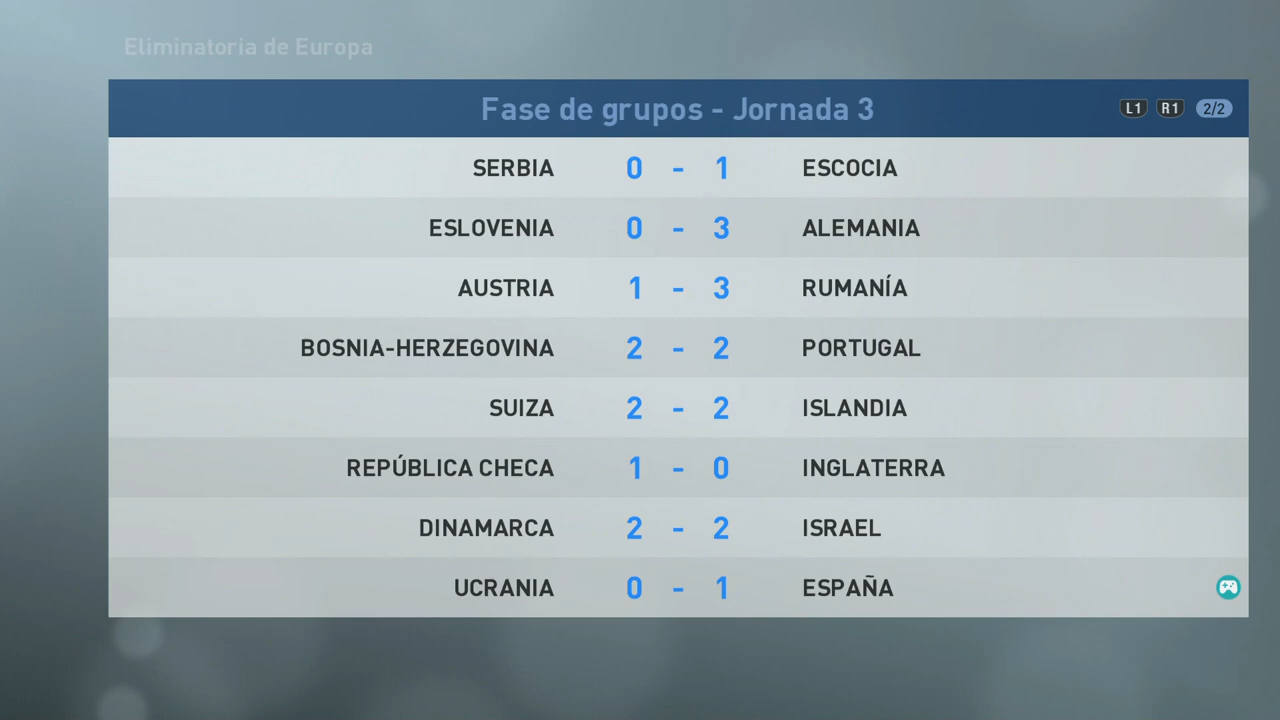 Eliminatoria de Europa
Fase de grupos - Jornada 3 L1 R1 2/2
SERBIA 0 - 1 ESCOCIA
ESLOVENIA 0 - 3 ALEMANIA
AUSTRIA 1 - 3 RUMANÍA
BOSNIA-HERZEGOVINA 2 - 2 PORTUGAL
SUIZA 2 - 2 ISLANDIA
REPÚBLICA CHECA 1 - 0 INGLATERRA
DINAMARCA 2 - 2 ISRAEL
UCRANIA 0 - 1 ESPAÑA